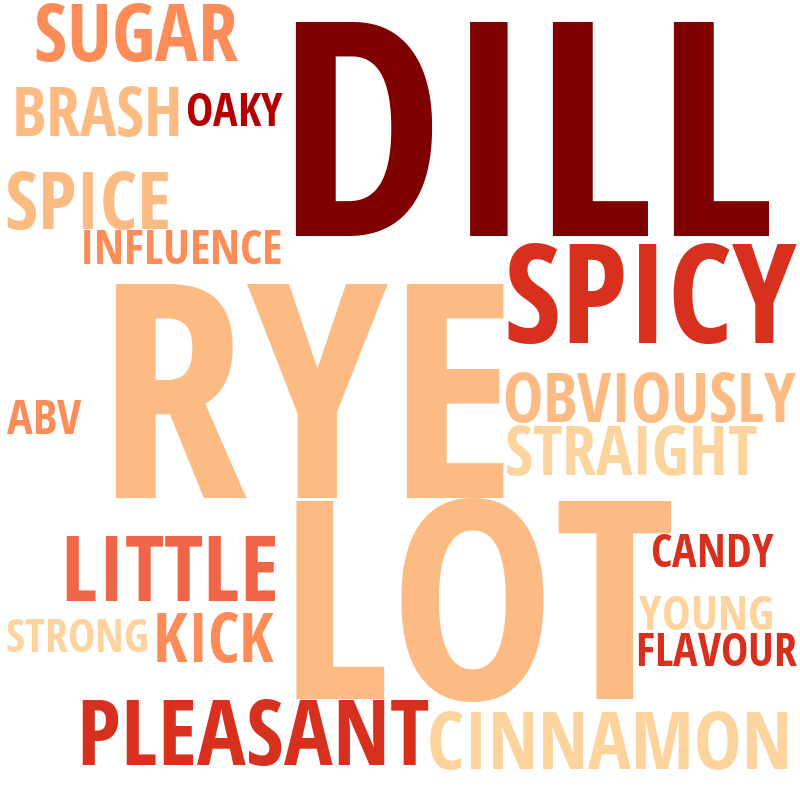 SUGAR
DILL
BRASH
OAKY
SPICE
INFLUENCE
SPICY
RYE
OBVIOUSLY
ABV
STRAIGHT
LOT
LITTLE
CANDY
YOUNG
STRONG
KICK
FLAVOUR
PLEASANT
CINNAMON